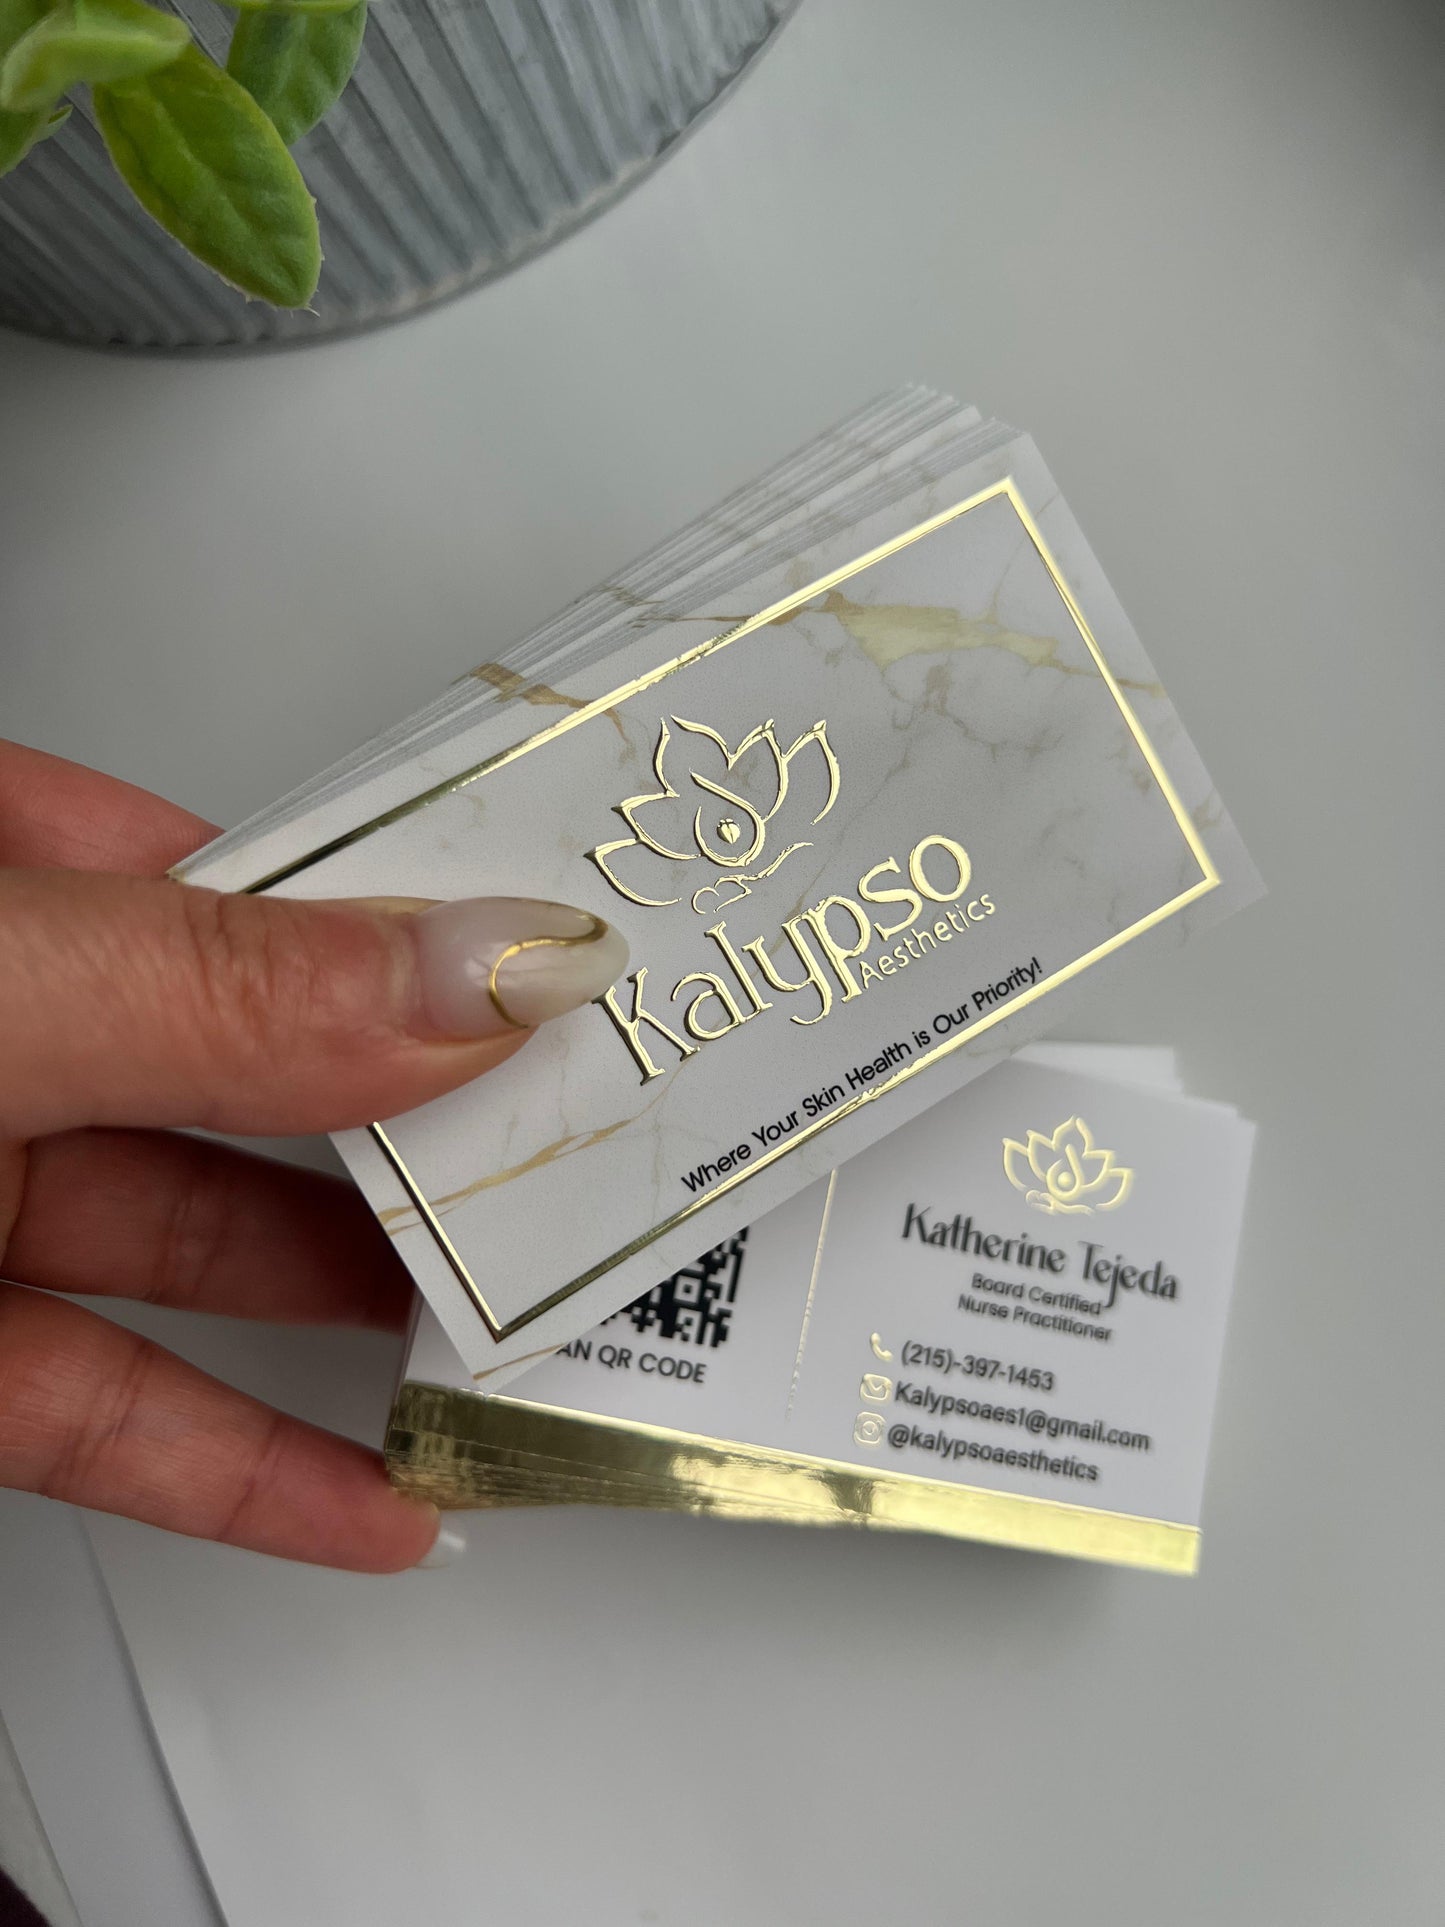 Kalypso
Aesthetics
Where Your Skin Health is Our Priority!
QR CODE
Katherine Tejeda
Board Certified
Nurse Practitioner
(215)-397-1453
Kalypsoaes1@gmail.com
@kalypsoaesthetics